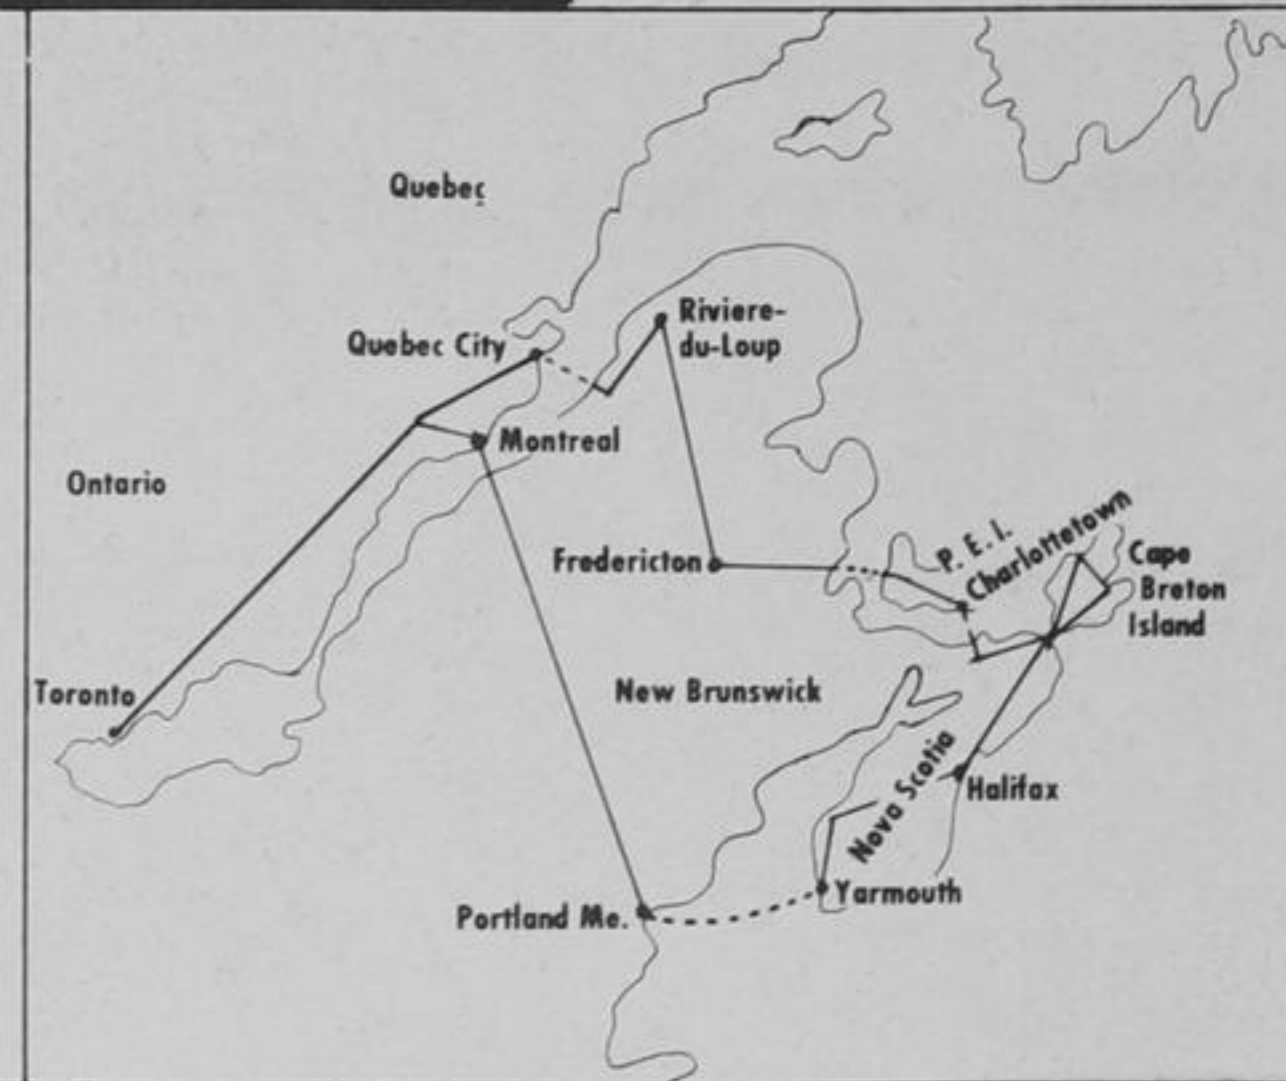 Quebec
Riviere-
du-Loup
Quebec City
Montreal
Ontario
P. E. I.
Charlottetown
Fredericton
Cape
Breton
Island
Toronto
New Brunswick
Nova Scotia
Halifax
Yarmouth
Portland Me.